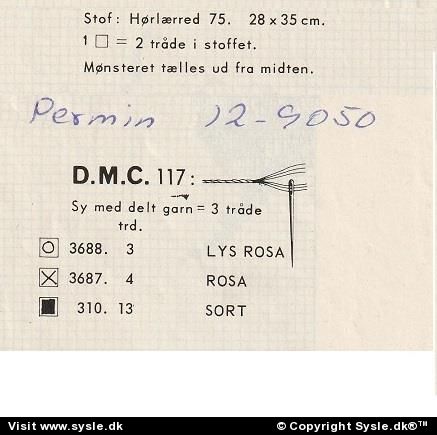 Stof: Hørlærred 75. 28 x 35 cm.
1 □ = 2 tråde i stoffet.
Mønsteret tælles ud fra midten.
Permin 12-9050
D.M.C. 117:
Sy med delt garn = 3 tråde
trd.
3688. 3 LYS ROSA
3687. 4 ROSA
310. 13 SORT
Visit www.sysle.dk © Copyright Sysle.dk®™